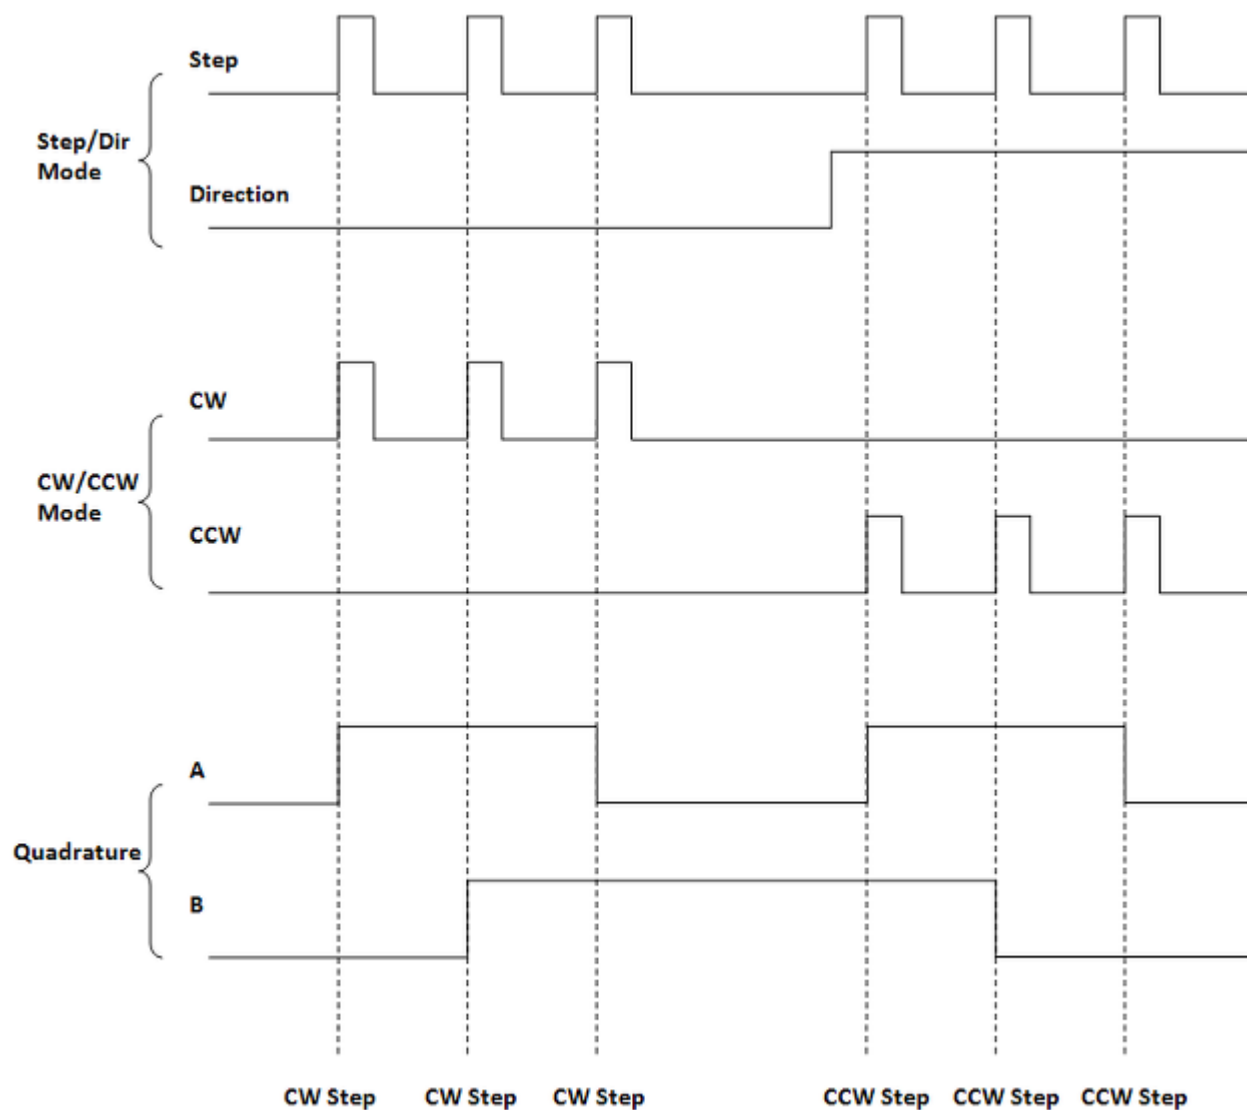 Step
Step/Dir
Mode
Direction
CW
CW/CCW
Mode
CCW
A
Quadrature
B
CW Step CW Step CW Step CCW Step CCW Step CCW Step